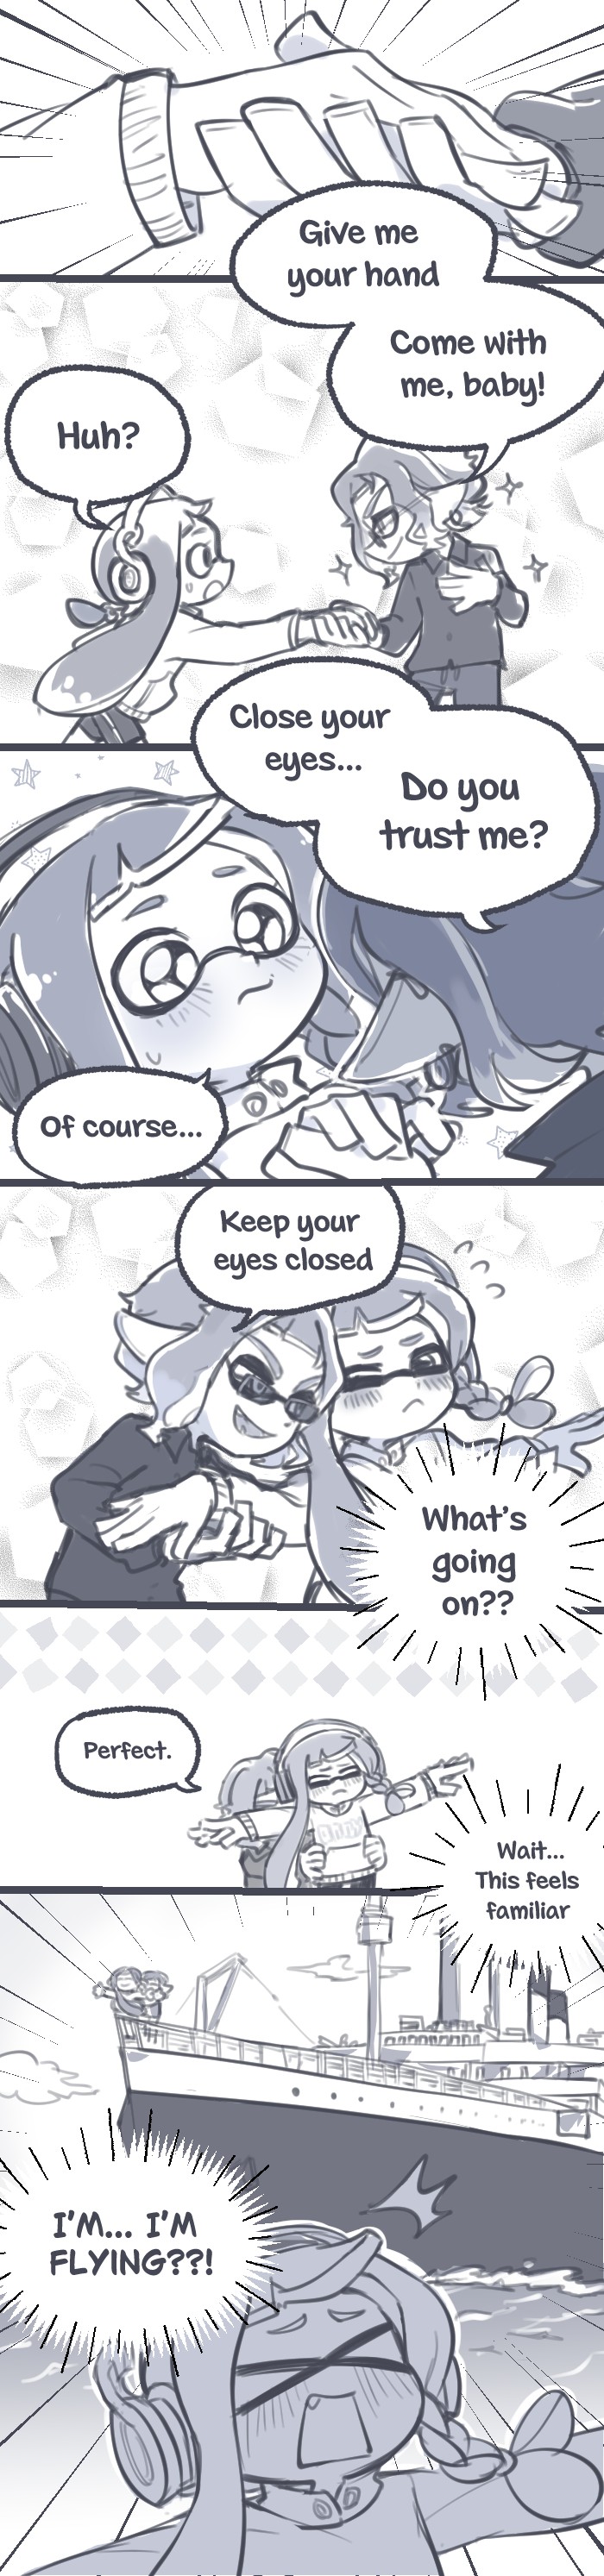 Give me
your hand
Come with
me, baby!
Huh?
Close your
eyes...
Do you
trust me?
Of course...
Keep your
eyes closed
What's
going
on??
Perfect.
Wait...
This feels
familiar
I'M... I'M
FLYING??!